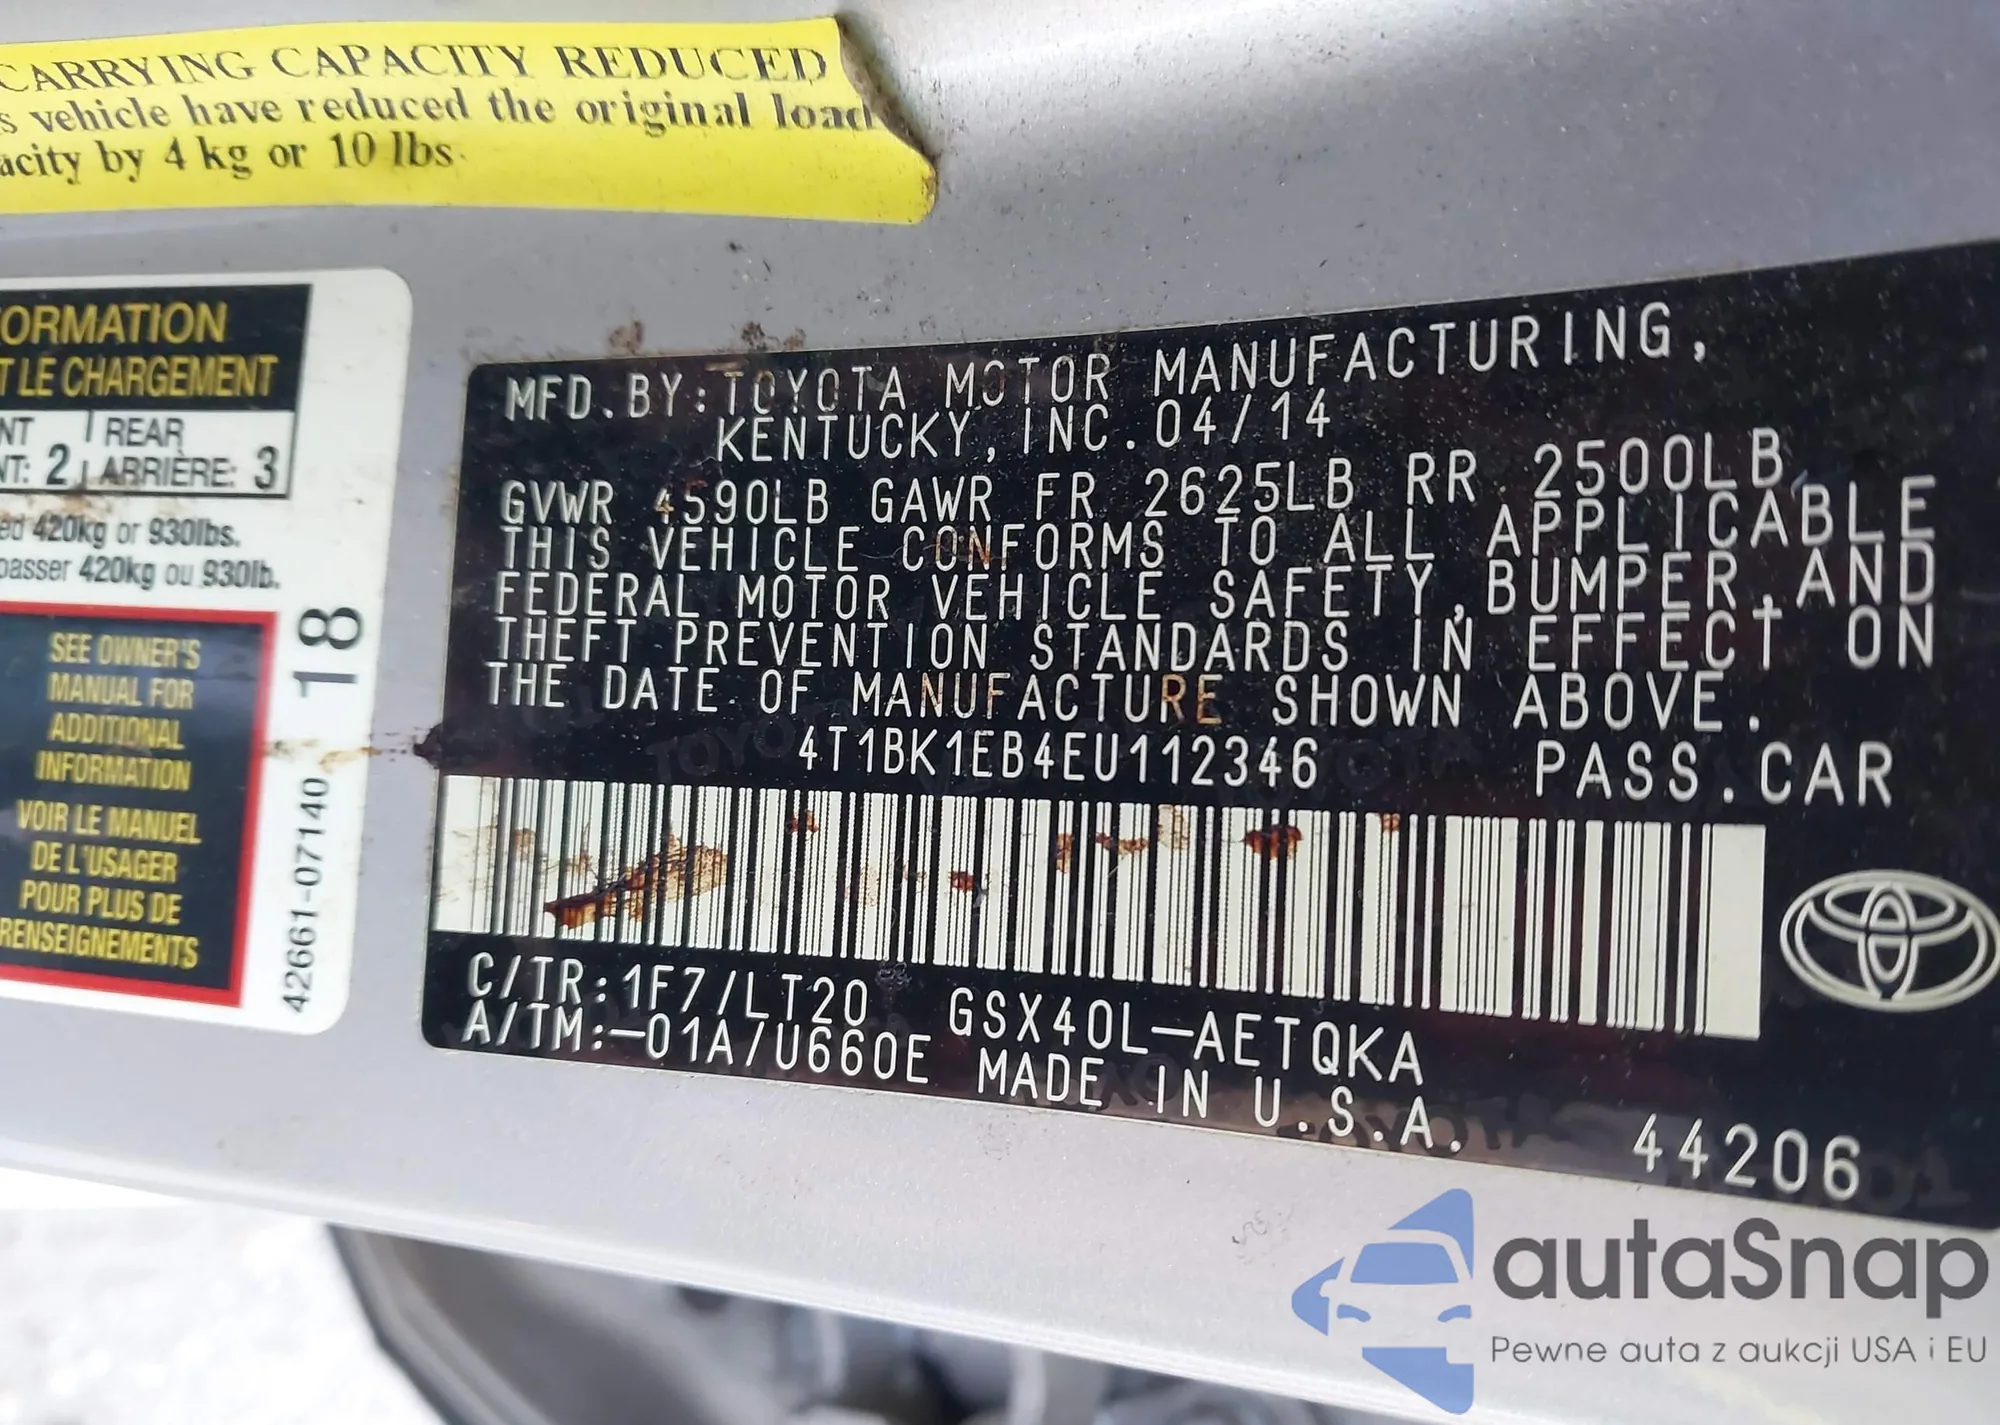 CARRYING CAPACITY REDUCED
s vehicle have reduced the original load
acity by 4 kg or 10 lbs.
ORMATION
T LE CHARGEMENT
NT
NT: 2
REAR
ARRIÈRE: 3
ed 420kg or 930lbs.
passer 420kg ou 930lb.
SEE OWNER'S
MANUAL FOR
ADDITIONAL
INFORMATION
VOIR LE MANUEL
DE L'USAGER
POUR PLUS DE
RENSEIGNEMENTS
42661-07140 18
MFD.BY:TOYOTA MOTOR MANUFACTURING,
KENTUCKY, INC.04/14
GVWR 4590LB GAWR FR 2625LB RR 2500LB
THIS VEHICLE CONFORMS TO ALL APPLICABLE
FEDERAL MOTOR VEHICLE SAFETY,BUMPER,AND
THEFT PREVENTION STANDARDS IN EFFECT ON
THE DATE OF MANUFACTURE SHOWN ABOVE.
4T1BK1EB4EU112346 PASS.CAR
C/TR:1F7/LT20 GSX40L-AETQKA
A/TM:-01A/U660E MADE IN U.S.A.
44206
autaSnap
Pewne auta z aukcji USA i EU